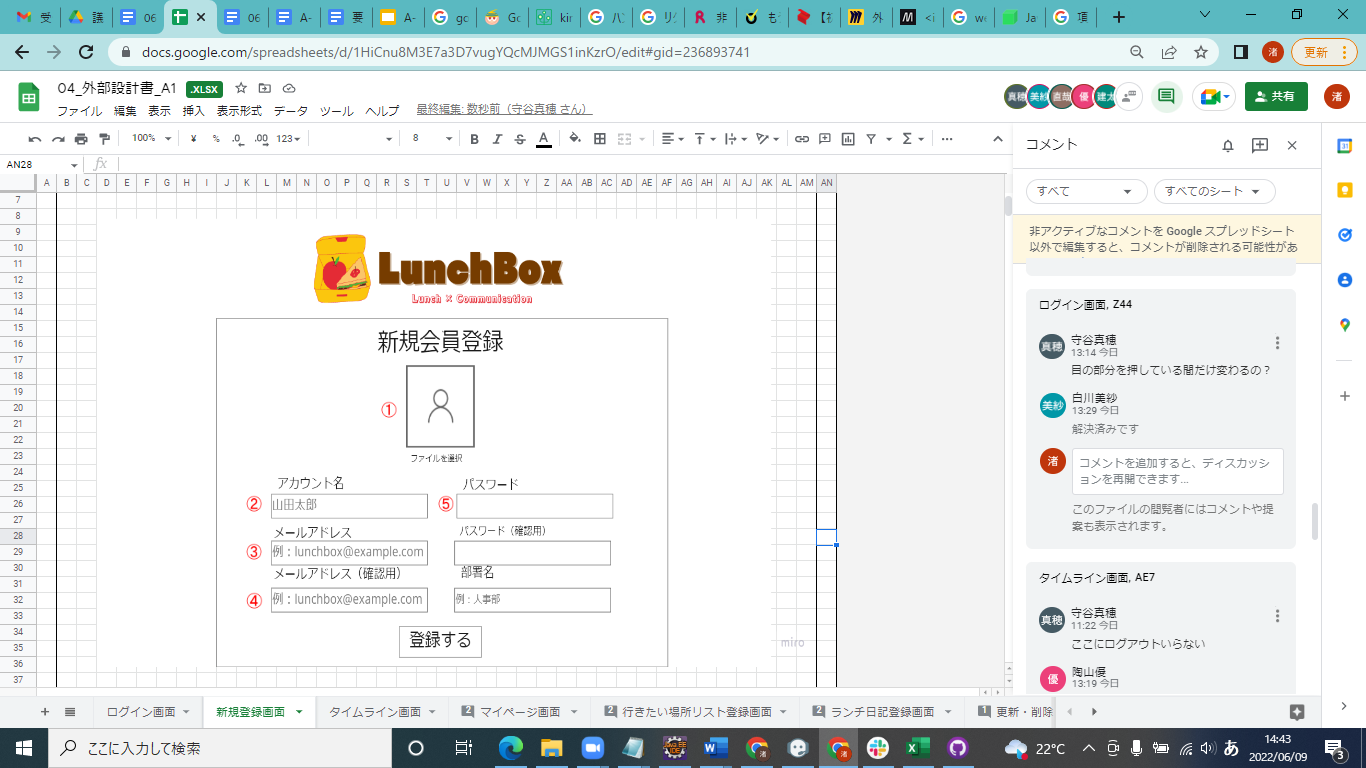 受
議
06
06
A-
要
A-
gc
Gc
kir
ハン
リク
非
も
【初
外
<i
we
Ja
項
docs.google.com/spreadsheets/d/1HiCnu8M3E7a3D7vugYQcMJMGS1inKzrO/edit#gid=236893741
渚
更新
04_外部設計書_A1
.XLSX
ファイル 編集 表示 挿入 表示形式 データ ツール ヘルプ
最終編集: 数秒前（守谷真穂 さん）
真穂 美紗 直哉 優 建太
共有
渚
100%
¥ % .0 .00 123
8
B I S A
AN28
fx
A B C D E F G H I J K L M N O P Q R S T U V W X Y Z AA AB AC AD AE AF AG AH AI AJ AK AL AM AN
7
8
9
10
11
12
13
14
15
16
17
18
19
20
21
22
23
24
25
26
27
28
29
30
31
32
33
34
35
36
37
LunchBox
Lunch × Communication
新規会員登録
①
ファイルを選択
アカウント名
② 山田太郎
メールアドレス
③ 例：lunchbox@example.com
メールアドレス（確認用）
④ 例：lunchbox@example.com
パスワード
⑤
パスワード（確認用）
部署名
例：人事部
登録する
miro
コメント
すべて
すべてのシート
非アクティブなコメントを Google スプレッドシート
以外で編集すると、コメントが削除される可能性があ
ログイン画面, Z44
真穂
守谷真穂
13:14 今日
目の部分を押している間だけ変わるの？
美紗
白川美紗
13:29 今日
解決済みです
渚
コメントを追加すると、ディスカッシ
ョンを再開できます...
このファイルの閲覧者にはコメントや提
案も表示されます。
タイムライン画面, AE7
真穂
守谷真穂
11:22 今日
ここにログアウトいらない
優
陶山優
13:19 今日
31
ログイン画面
新規登録画面
タイムライン画面
2 マイページ画面
2 行きたい場所リスト登録画面
2 ランチ日記登録画面
1 更新・削除
ここに入力して検索
22°C
あ
14:43
2022/06/09
3